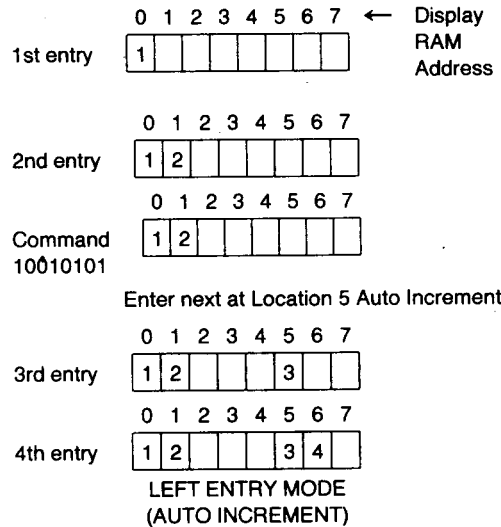 0 1 2 3 4 5 6 7 ← Display
RAM
Address
1st entry 1
0 1 2 3 4 5 6 7
2nd entry 1 2
0 1 2 3 4 5 6 7
Command 1 2
10010101
Enter next at Location 5 Auto Increment
0 1 2 3 4 5 6 7
3rd entry 1 2 3
0 1 2 3 4 5 6 7
4th entry 1 2 3 4
LEFT ENTRY MODE
(AUTO INCREMENT)